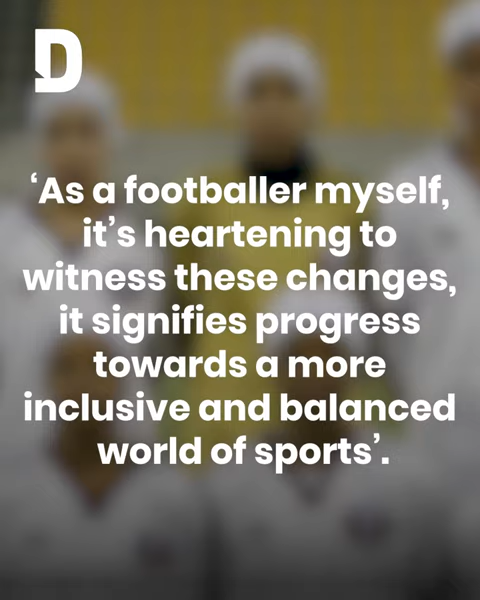 D
‘As a footballer myself,
it’s heartening to
witness these changes,
it signifies progress
towards a more
inclusive and balanced
world of sports’.